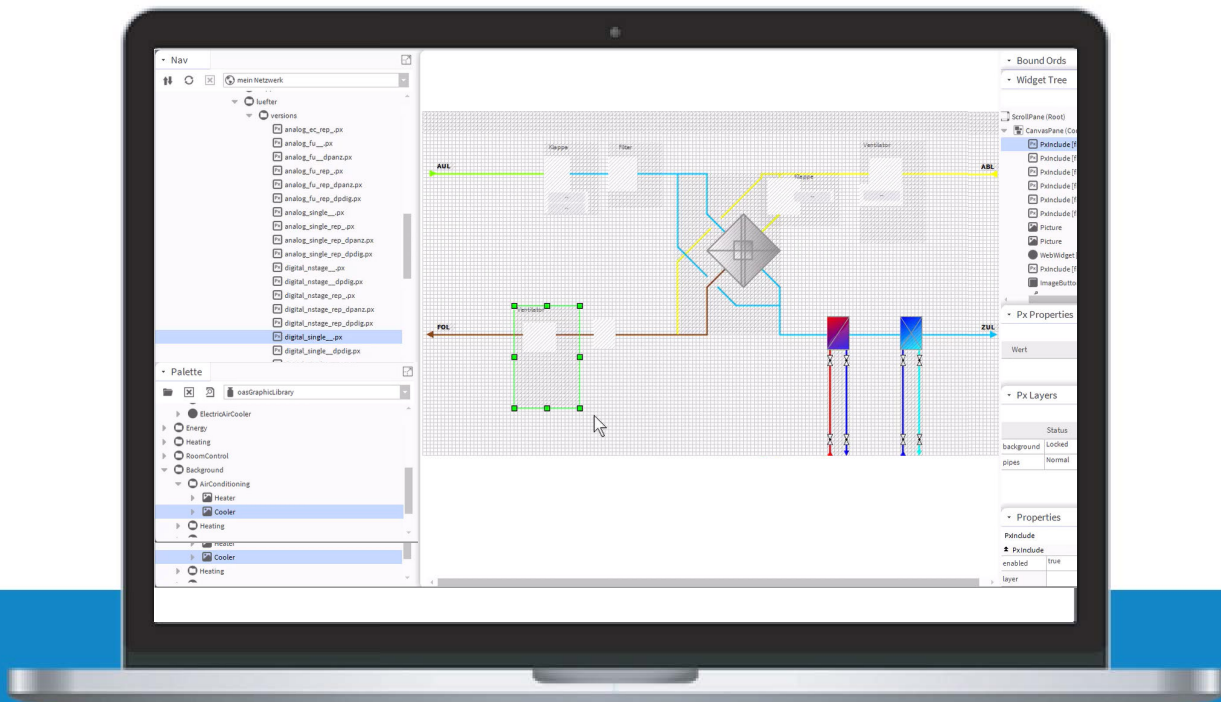 Nav
mein Netzwerk
luefter
versions
analog_ec_rep_.px
analog_fu__.px
analog_fu__dpanz.px
analog_fu_rep_.px
analog_fu_rep_dpanz.px
analog_fu_rep_dpdig.px
analog_single__.px
analog_single_rep_.px
analog_single_rep_dpanz.px
analog_single_rep_dpdig.px
digital_nstage__.px
digital_nstage__dpdig.px
digital_nstage_rep_.px
digital_nstage_rep_dpanz.px
digital_nstage_rep_dpdig.px
digital_single__.px
digital_single__dpdig.px
Palette
oasGraphicLibrary
ElectricAirCooler
Energy
Heating
RoomControl
Background
AirConditioning
Heater
Cooler
Heating
Heater
Cooler
Heating
Klappe
Filter
Ventilator
AUL
ABL
Klappe
Ventilator
FOL
ZUL
Bound Ords
Widget Tree
ScrollPane (Root)
CanvasPane (Co
PxInclude [f
PxInclude [f
PxInclude [f
PxInclude [f
PxInclude [f
PxInclude [f
Picture
Picture
WebWidget
PxInclude [f
ImageButto
Px Properties
Wert
Px Layers
Status
background Locked
pipes Normal
Properties
PxInclude
PxInclude
enabled true
layer